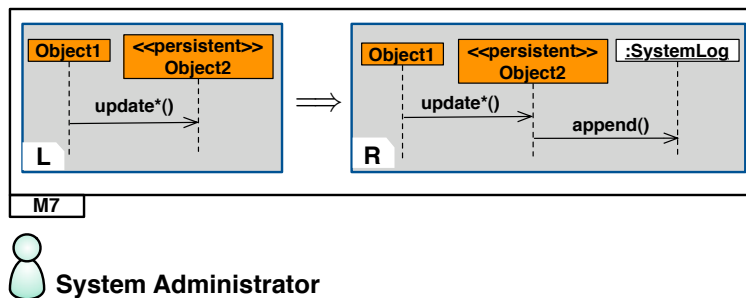 Object1
<<persistent>>
Object2
update*()
L
⇒
Object1
<<persistent>>
Object2
:SystemLog
update*()
append()
R
M7
System Administrator